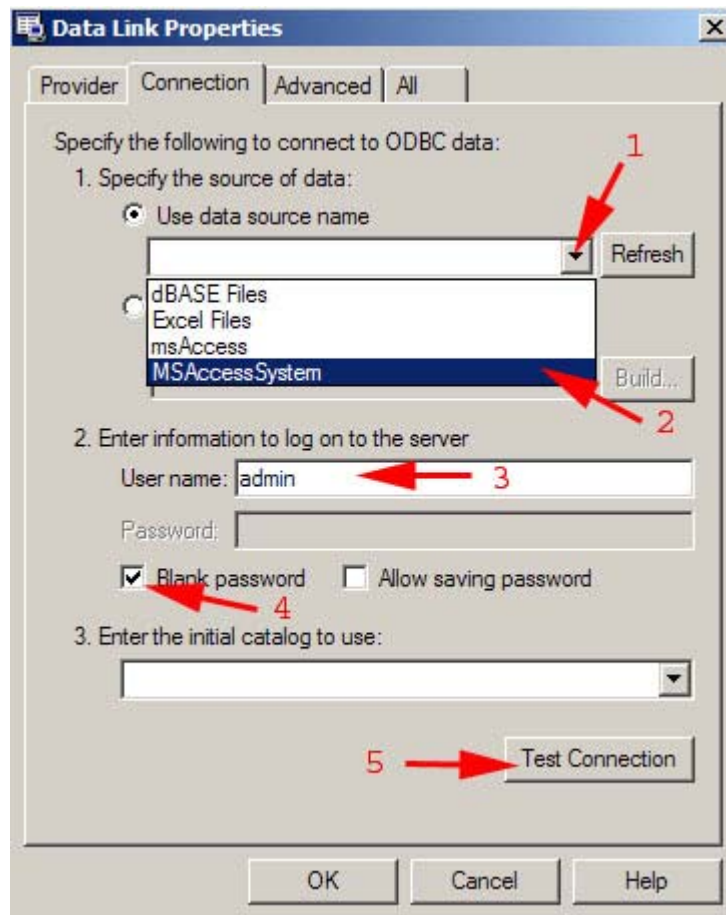 Data Link Properties
Provider Connection Advanced All
Specify the following to connect to ODBC data:
1
1. Specify the source of data:
Use data source name
Refresh
dBASE Files
Excel Files
msAccess
MSAccessSystem
Build...
2
2. Enter information to log on to the server
User name: admin 3
Password:
Blank password Allow saving password
4
3. Enter the initial catalog to use:
5 Test Connection
OK Cancel Help